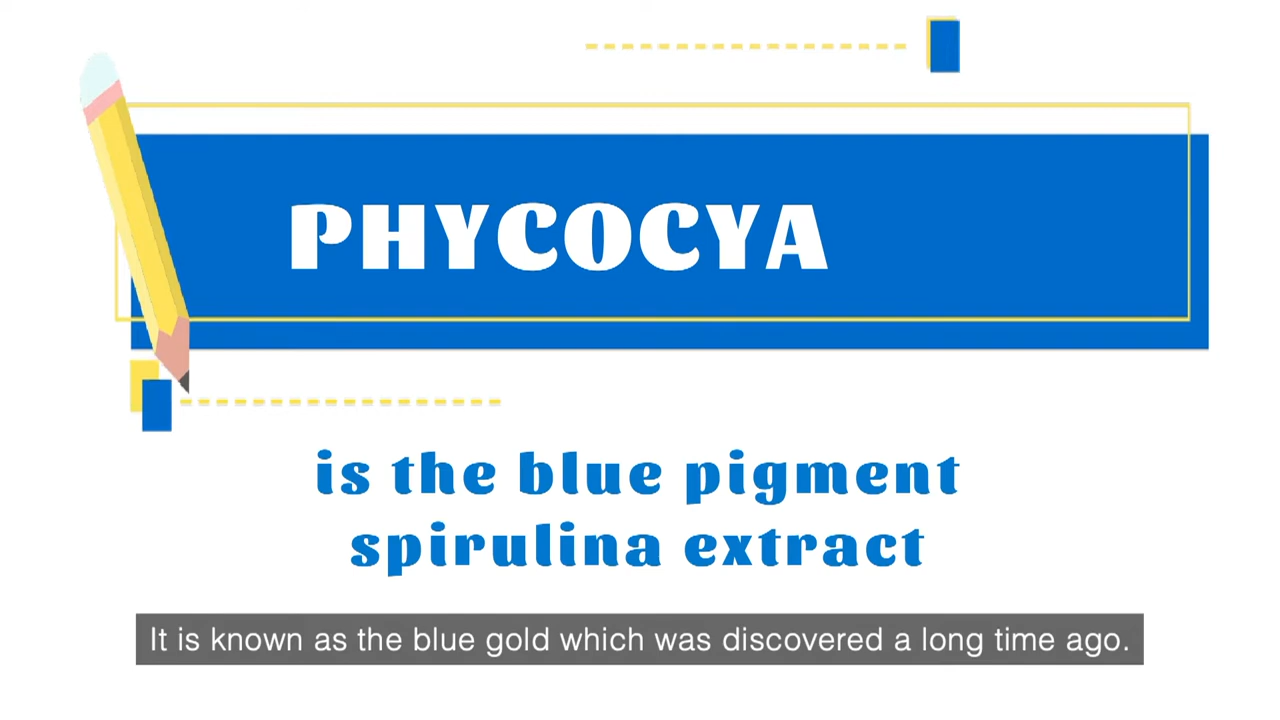 PHYCOCYA
is the blue pigment
spirulina extract
It is known as the blue gold which was discovered a long time ago.